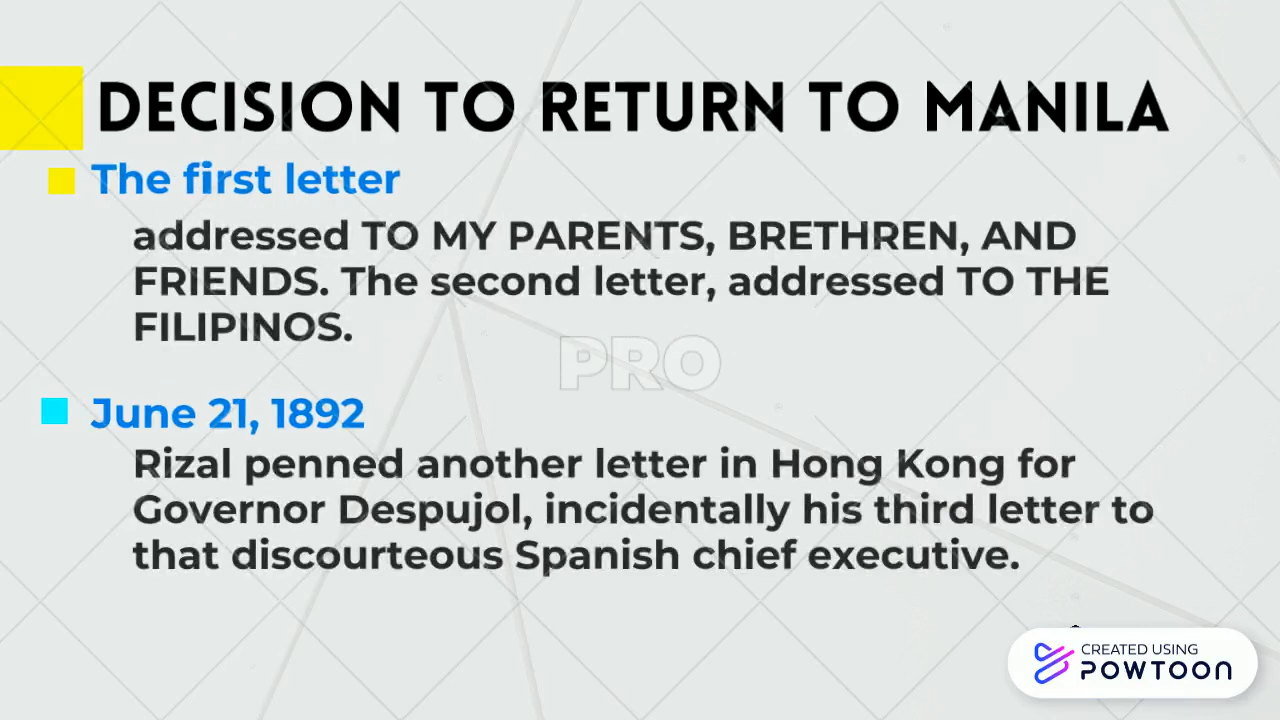 DECISION TO RETURN TO MANILA
The first letter
addressed TO MY PARENTS, BRETHREN, AND
FRIENDS. The second letter, addressed TO THE
FILIPINOS.
PRO
June 21, 1892
Rizal penned another letter in Hong Kong for
Governor Despujol, incidentally his third letter to
that discourteous Spanish chief executive.
CREATED USING
POWTOON